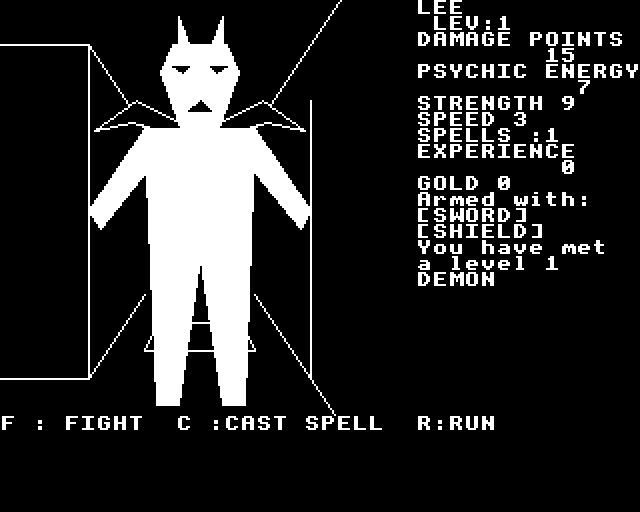 LEE
LEV:1
DAMAGE POINTS
15
PSYCHIC ENERGY
7
STRENGTH 9
SPEED 3
SPELLS :1
EXPERIENCE
0
GOLD 0
Armed with:
[SWORD]
[SHIELD]
You have met
a level 1
DEMON
F : FIGHT  C :CAST SPELL  R:RUN